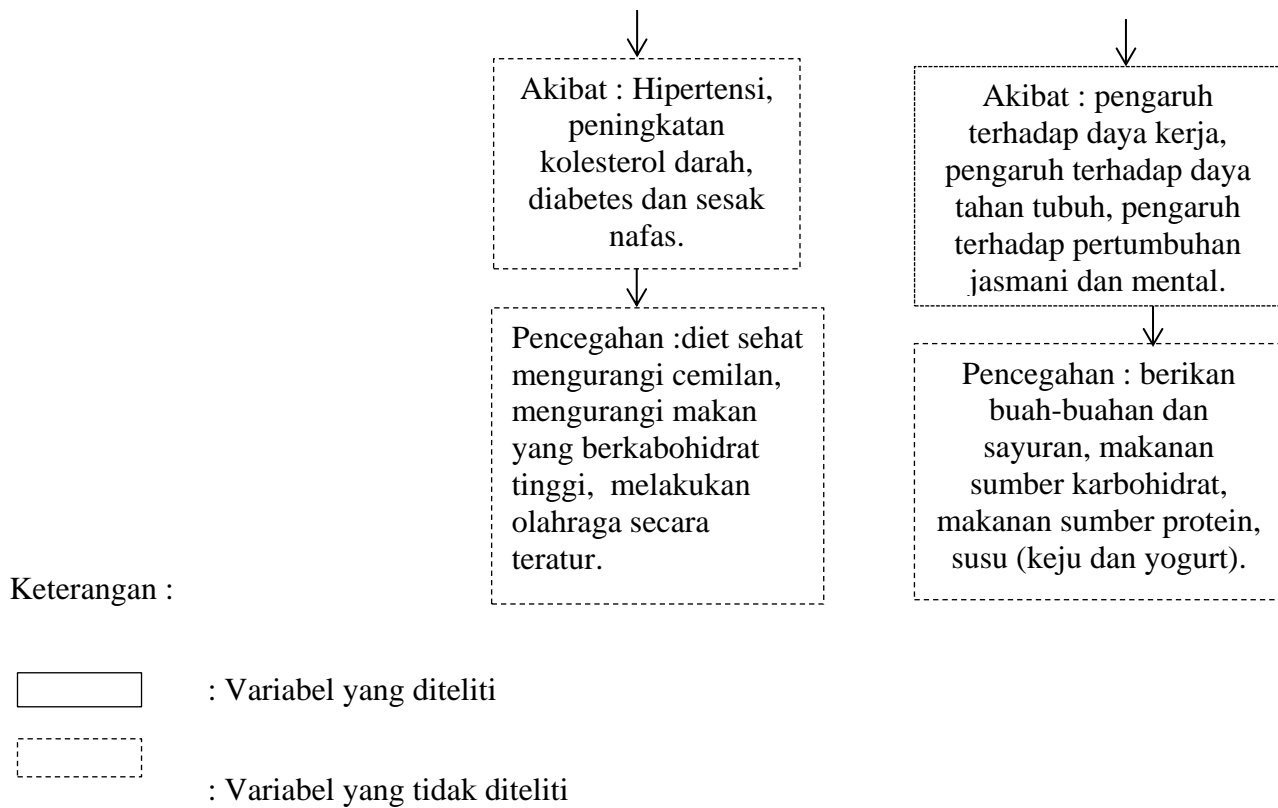 Akibat : Hipertensi,
peningkatan
kolesterol darah,
diabetes dan sesak
nafas.
Akibat : pengaruh
terhadap daya kerja,
pengaruh terhadap daya
tahan tubuh, pengaruh
terhadap pertumbuhan
jasmani dan mental.
Pencegahan :diet sehat
mengurangi cemilan,
mengurangi makan
yang berkabohidrat
tinggi, melakukan
olahraga secara
teratur.
Pencegahan : berikan
buah-buahan dan
sayuran, makanan
sumber karbohidrat,
makanan sumber protein,
susu (keju dan yogurt).
Keterangan :
: Variabel yang diteliti
: Variabel yang tidak diteliti